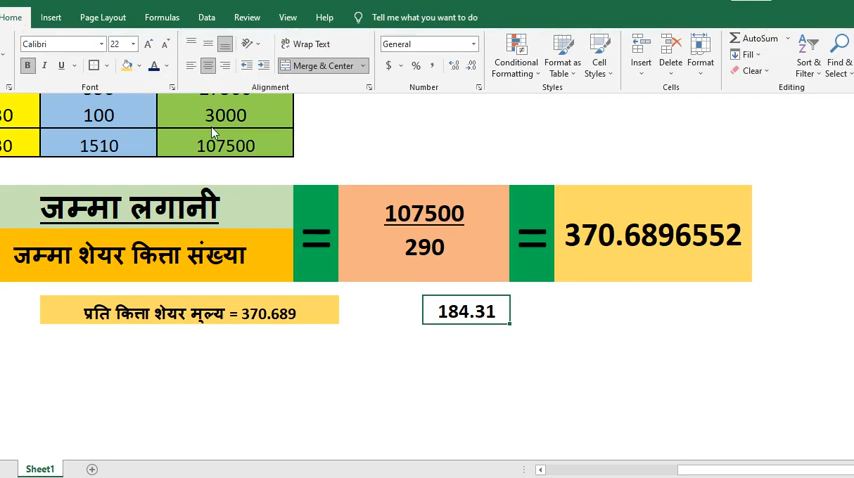 Home Insert Page Layout Formulas Data Review View Help Tell me what you want to do
Calibri 22 Wrap Text General AutoSum
Fill
Clear
Merge & Center
Conditional Formatting Format as Table Cell Styles Insert Delete Format Sort & Filter Find & Select
Font Alignment Number Styles Cells Editing
30 100 3000
30 1510 107500
जम्मा लगानी
जम्मा शेयर कित्ता संख्या
=
107500
290
=
370.6896552
प्रति कित्ता शेयर मूल्य = 370.689
184.31
Sheet1